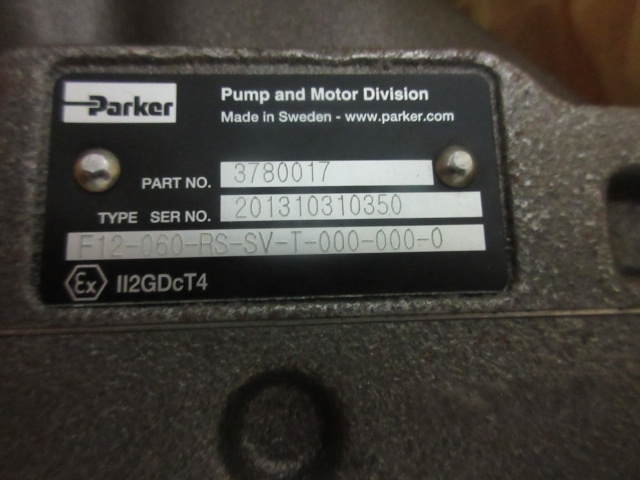 Parker
Pump and Motor Division
Made in Sweden - www.parker.com
PART NO. 3780017
TYPE SER NO. 201310310350
F12-060-RS-SV-T-000-000-0
Ex II2GDcT4